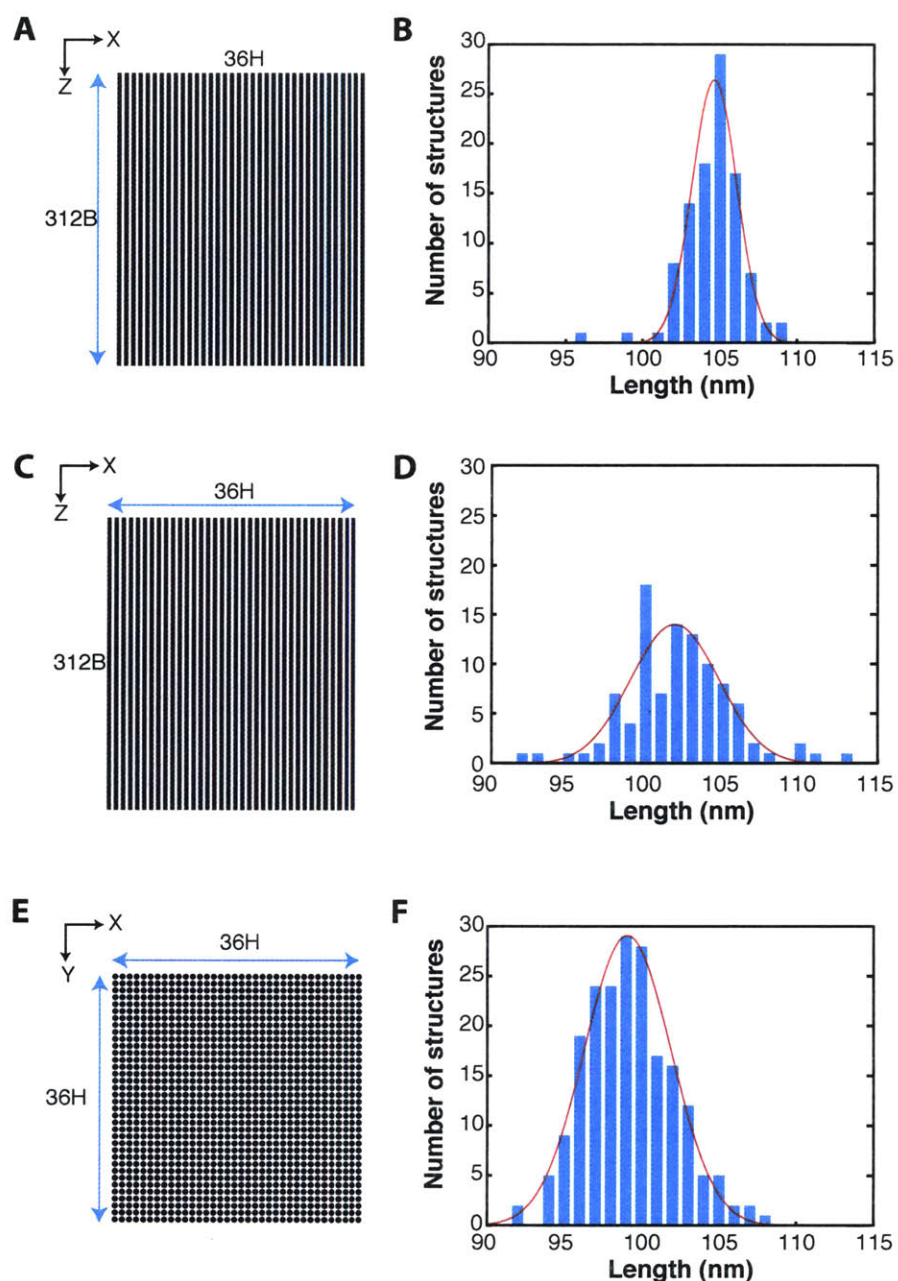 A
X
Z
36H
312B
B
Number of structures
30
25
20
15
10
5
0
90 95 100 105 110 115
Length (nm)
C
X
Z
36H
312B
D
Number of structures
30
25
20
15
10
5
0
90 95 100 105 110 115
Length (nm)
E
X
Y
36H
36H
F
Number of structures
30
25
20
15
10
5
0
90 95 100 105 110 115
Length (nm)